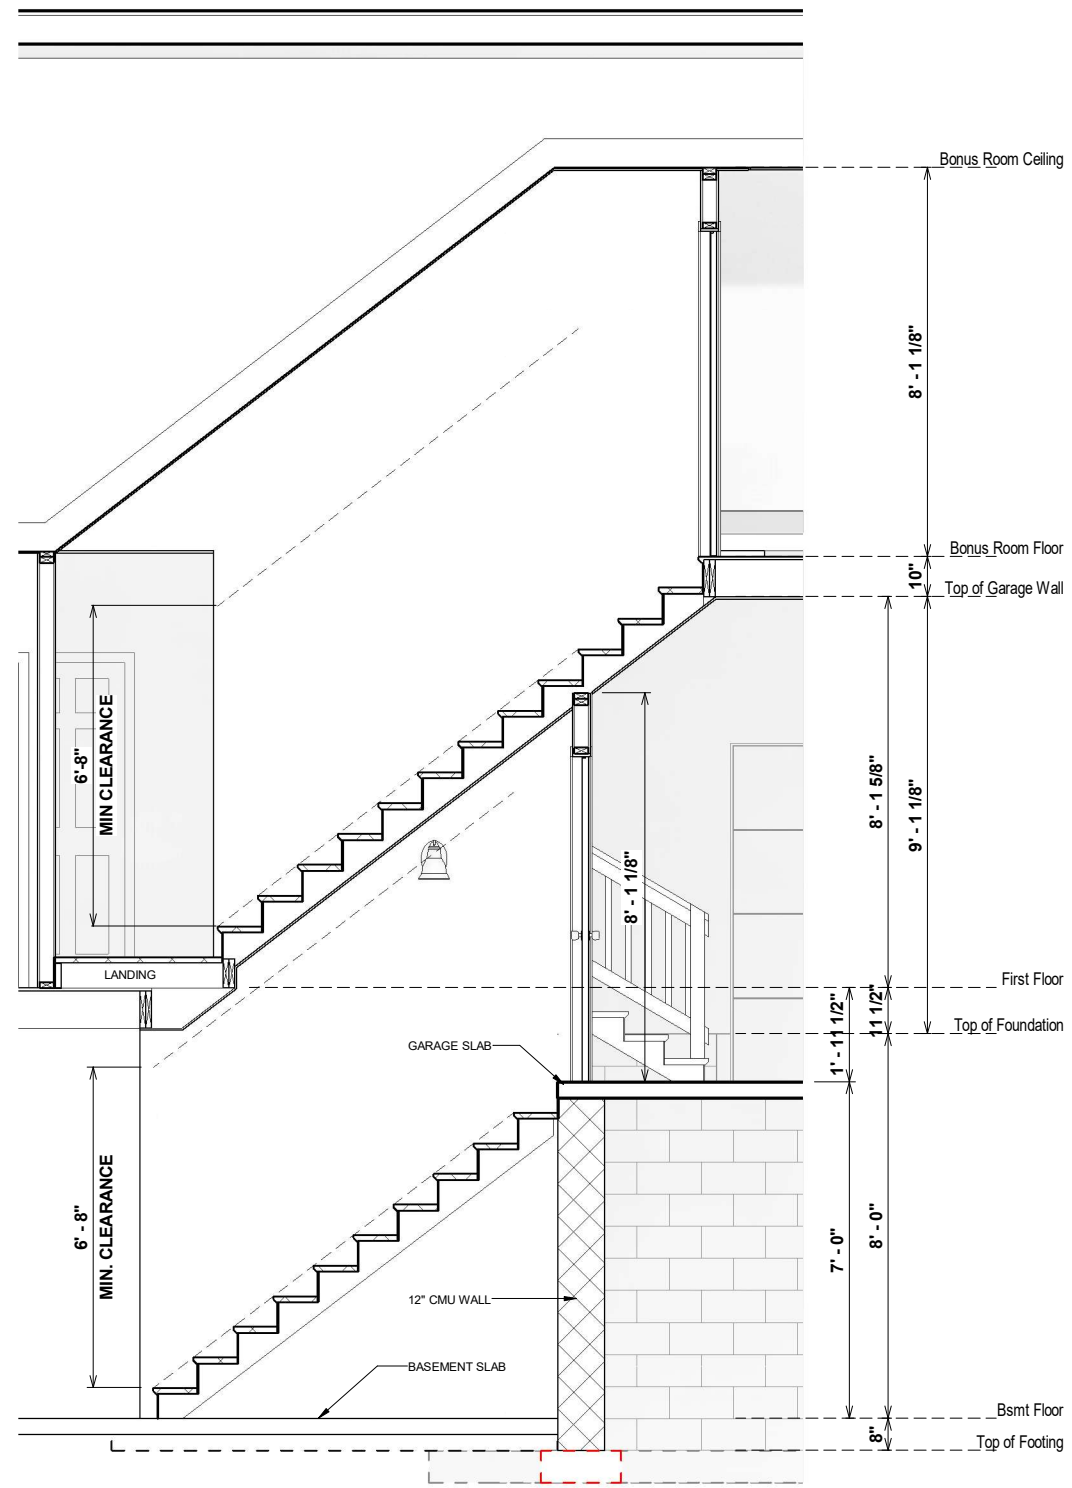 Bonus Room Ceiling
8' - 1 1/8"
Bonus Room Floor
10"
Top of Garage Wall
6'-8"
MIN CLEARANCE
8' - 1 5/8"
9' - 1 1/8"
8' - 1 1/8"
LANDING
First Floor
1' - 11 1/2"
11 1/2"
Top of Foundation
GARAGE SLAB
6' - 8"
MIN. CLEARANCE
7' - 0"
8' - 0"
12" CMU WALL
BASEMENT SLAB
Bsmt Floor
8"
Top of Footing